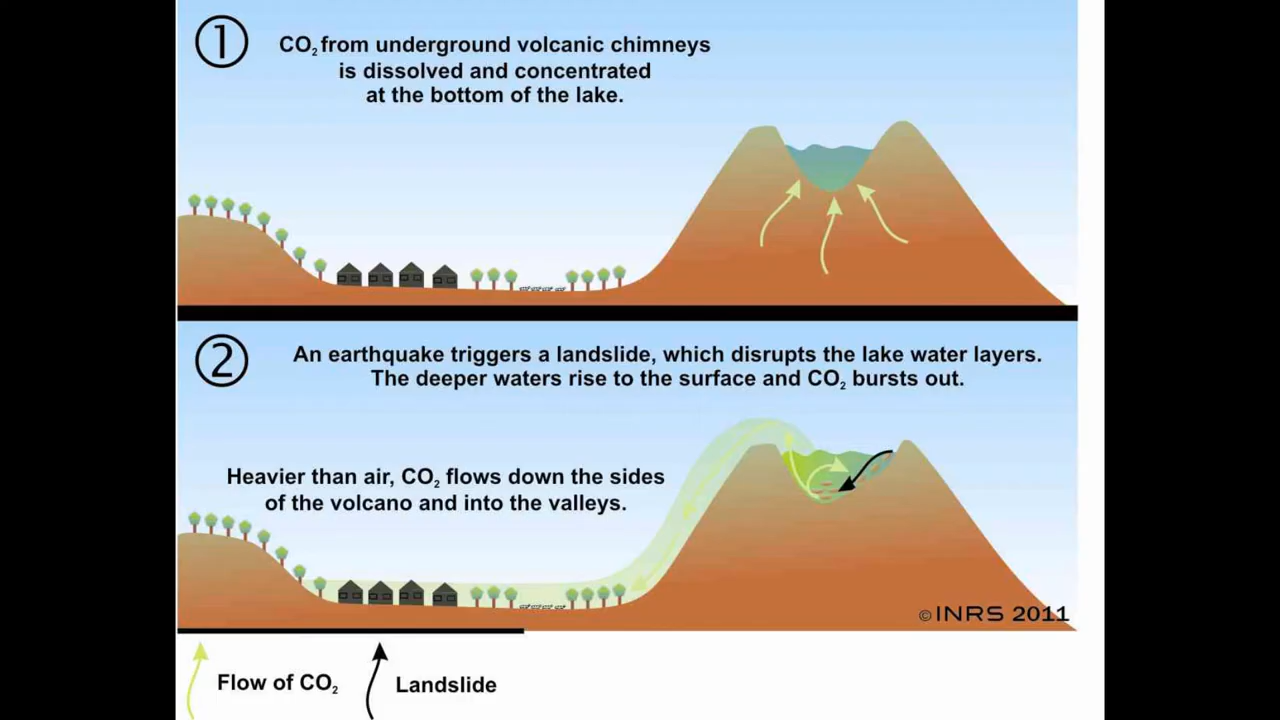 1
CO₂ from underground volcanic chimneys
is dissolved and concentrated
at the bottom of the lake.
2
An earthquake triggers a landslide, which disrupts the lake water layers.
The deeper waters rise to the surface and CO₂ bursts out.
Heavier than air, CO₂ flows down the sides
of the volcano and into the valleys.
©INRS 2011
Flow of CO₂
Landslide